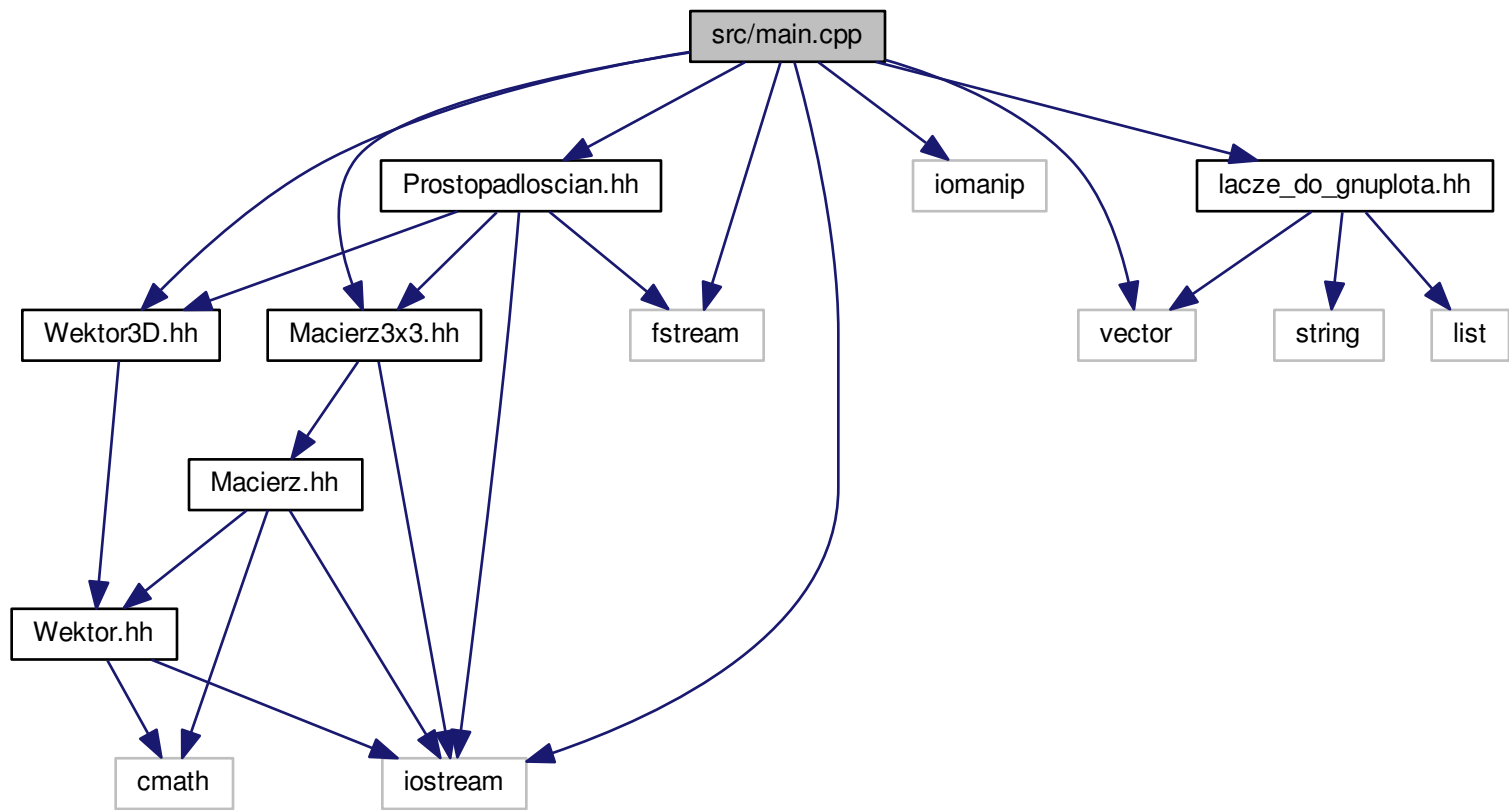 src/main.cpp
Prostopadloscian.hh
iomanip
lacze_do_gnuplota.hh
Wektor3D.hh
Macierz3x3.hh
fstream
vector
string
list
Macierz.hh
Wektor.hh
cmath
iostream